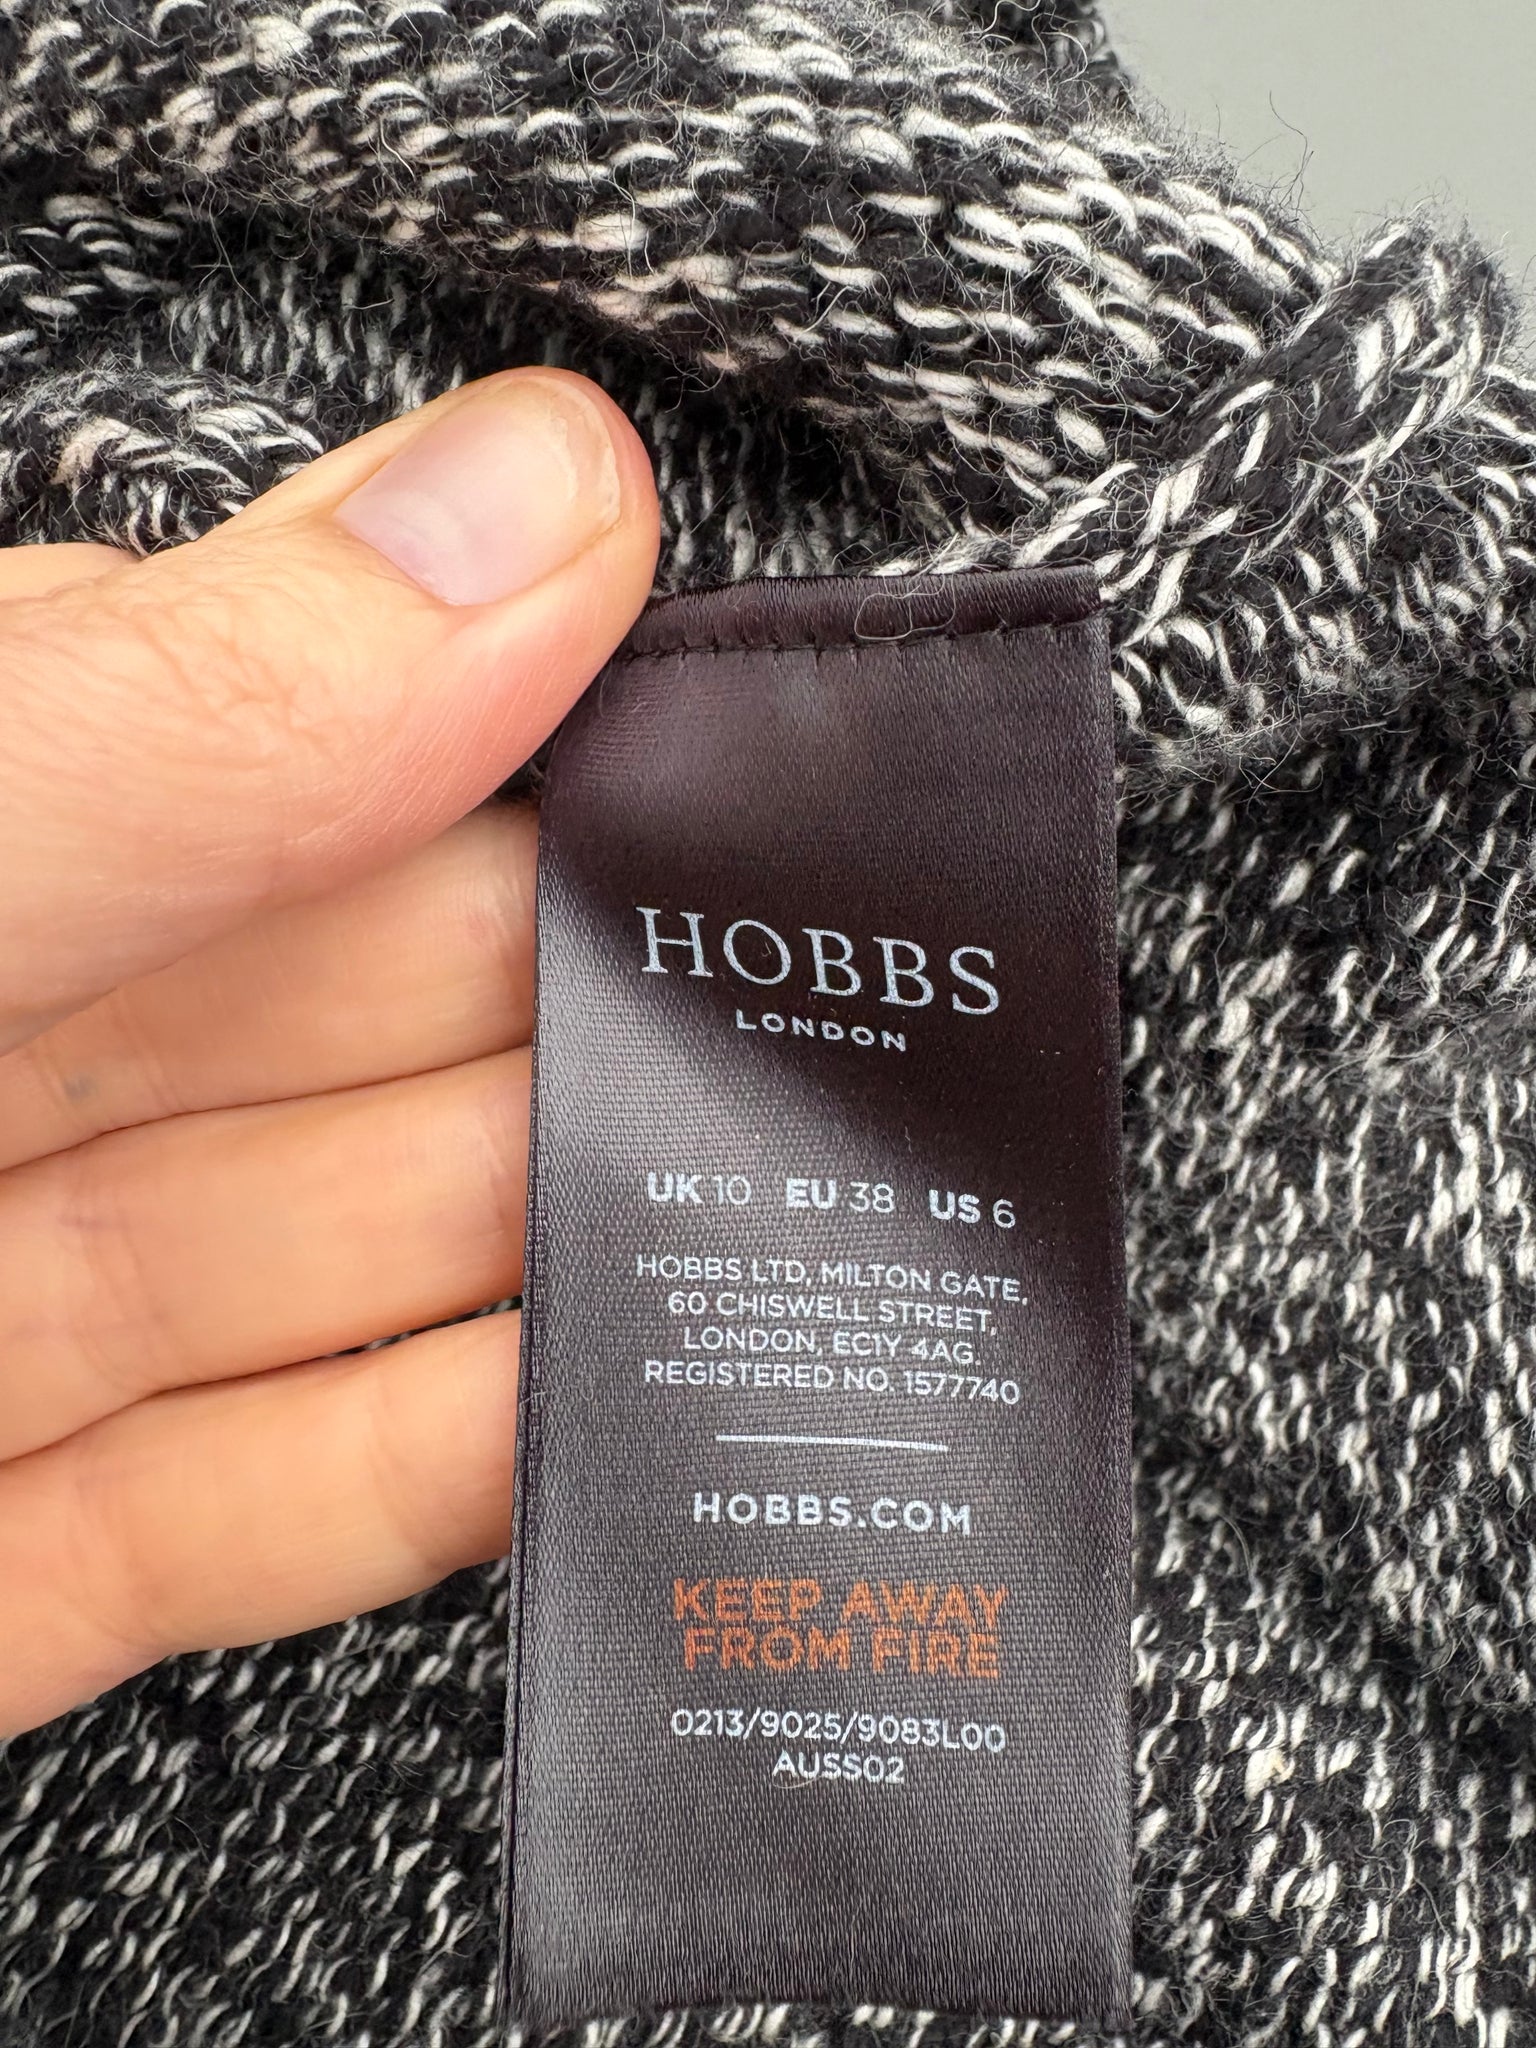 HOBBS
LONDON
UK 10 EU 38 US 6
HOBBS LTD, MILTON GATE,
60 CHISWELL STREET,
LONDON, EC1Y 4AG.
REGISTERED NO. 1577740
HOBBS.COM
KEEP AWAY
FROM FIRE
0213/9025/9083L00
AUSS02